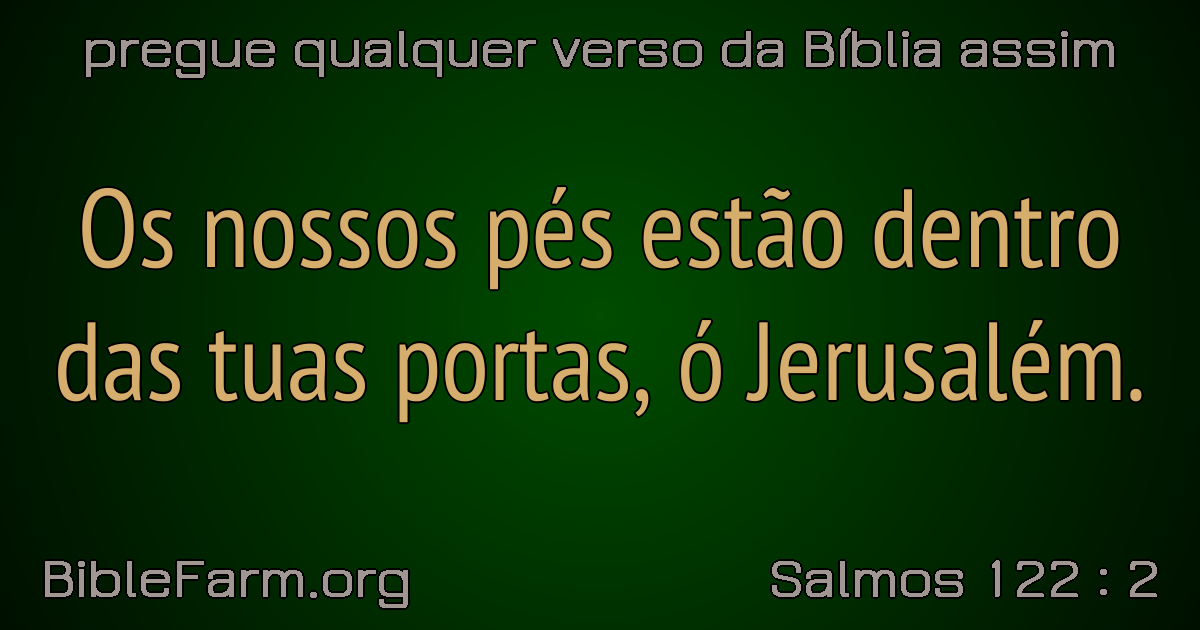 pregue qualquer verso da Bíblia assim
Os nossos pés estão dentro
das tuas portas, ó Jerusalém.
BibleFarm.org
Salmos 122 : 2